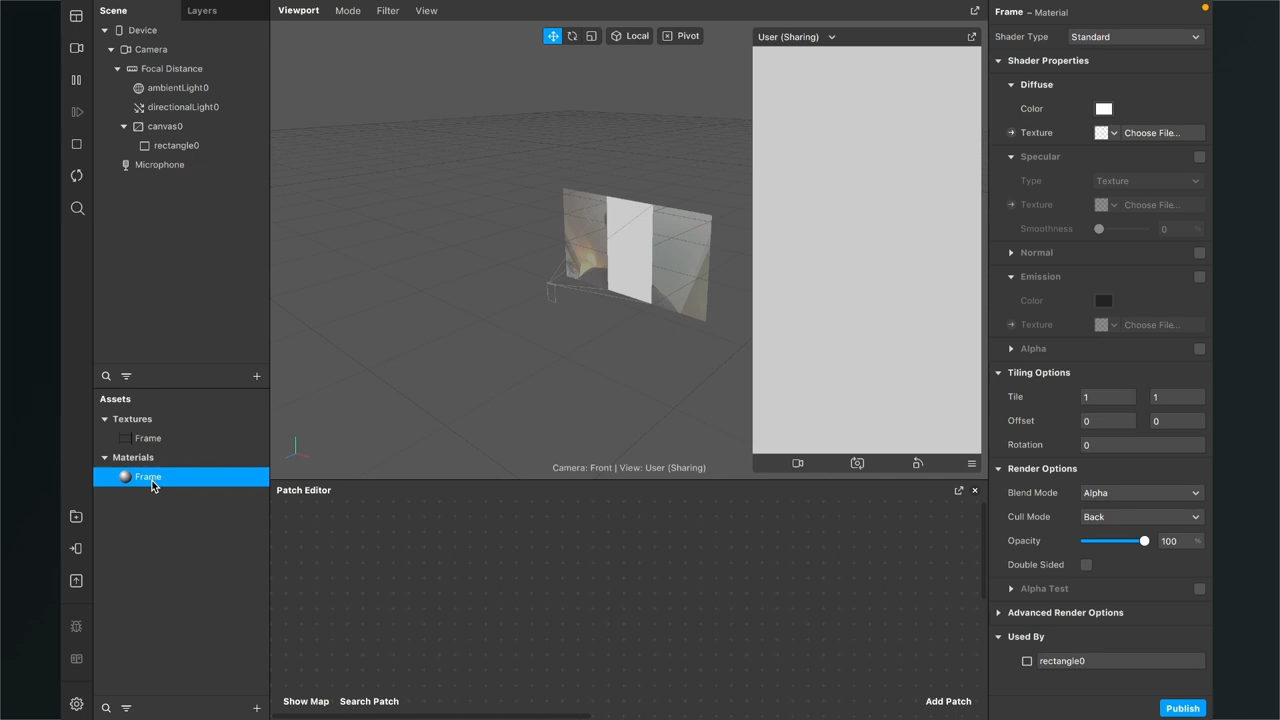 Scene Layers
Device
Camera
Focal Distance
ambientLight0
directionalLight0
canvas0
rectangle0
Microphone
Assets
Textures
Frame
Materials
Frame
Viewport Mode Filter View
Local Pivot
User (Sharing)
Camera: Front | View: User (Sharing)
Patch Editor
Show Map Search Patch Add Patch
Frame – Material
Shader Type Standard
Shader Properties
Diffuse
Color
Texture Choose File...
Specular
Type Texture
Texture Choose File...
Smoothness 0 %
Normal
Emission
Color
Texture Choose File...
Alpha
Tiling Options
Tile 1 1
Offset 0 0
Rotation 0
Render Options
Blend Mode Alpha
Cull Mode Back
Opacity 100 %
Double Sided
Alpha Test
Advanced Render Options
Used By
rectangle0
Publish